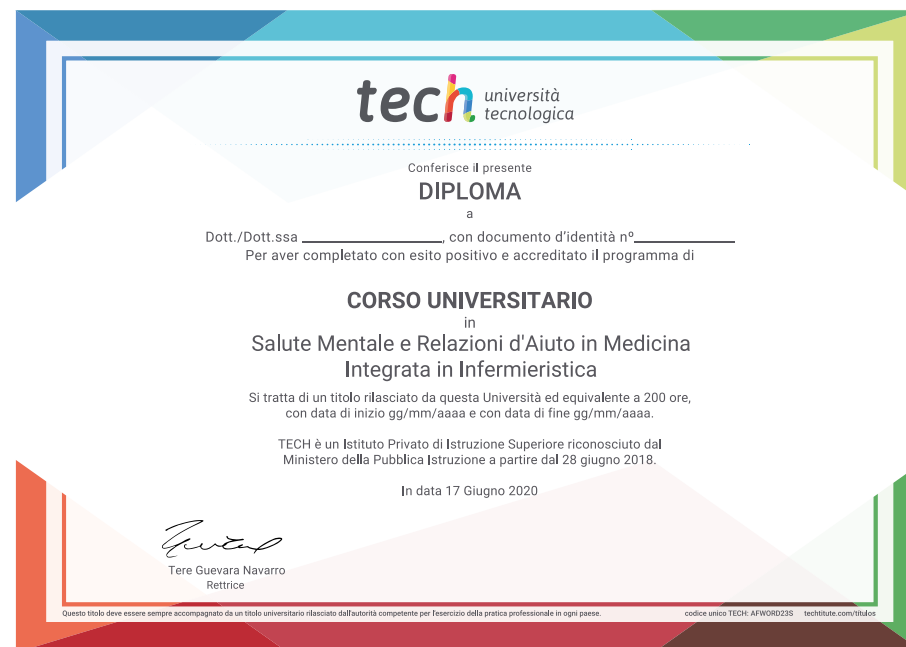 tech università
tecnologica
Conferisce il presente
DIPLOMA
a
Dott./Dott.ssa ______________, con documento d'identità nº__________
Per aver completato con esito positivo e accreditato il programma di
CORSO UNIVERSITARIO
in
Salute Mentale e Relazioni d'Aiuto in Medicina
Integrata in Infermieristica
Si tratta di un titolo rilasciato da questa Università ed equivalente a 200 ore,
con data di inizio gg/mm/aaaa e con data di fine gg/mm/aaaa.
TECH è un Istituto Privato di Istruzione Superiore riconosciuto dal
Ministero della Pubblica Istruzione a partire dal 28 giugno 2018.
In data 17 Giugno 2020
Tere Guevara Navarro
Rettrice
Questo titolo deve essere sempre accompagnato da un titolo universitario rilasciato dall'autorità competente per l'esercizio della pratica professionale in ogni paese. codice unico TECH: AFWORD23S techtitute.com/títulos